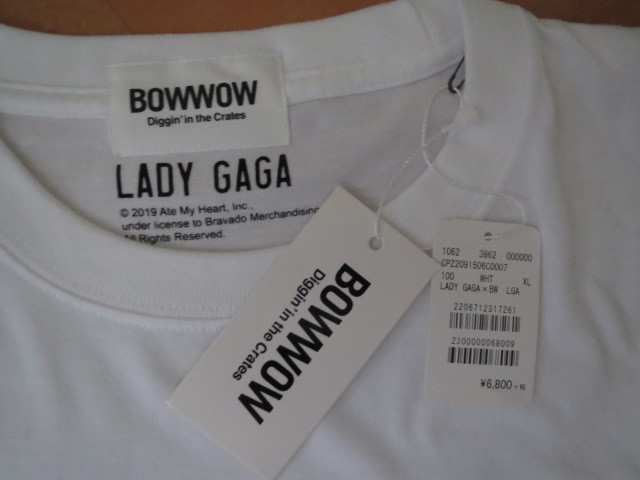 BOWWOW
Diggin' in the Crates
LADY GAGA
© 2019 Ate My Heart, Inc.,
under license to Bravado Merchandising
All Rights Reserved.
BOWWOW
Diggin' in the Crates
1062 3862 000000
CPZ2091506C0007
100 WHT XL
LADY GAGA×BW LGA
2206712317261
2300000068009
¥6,800+税